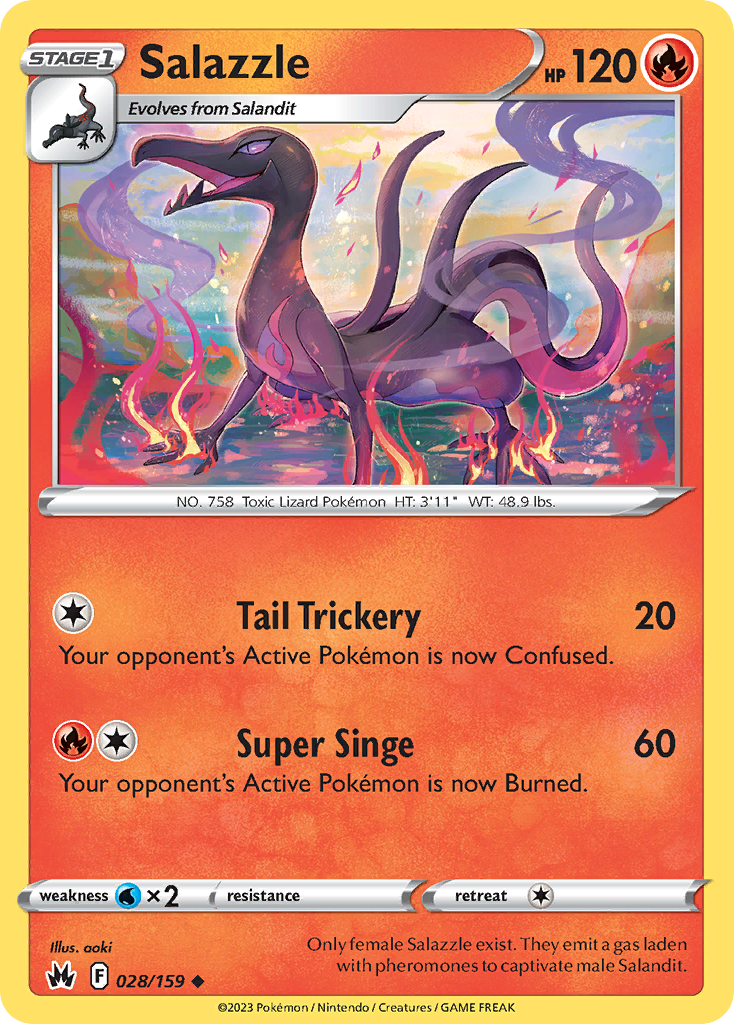 STAGE1
Salazzle
HP 120
Evolves from Salandit
NO. 758 Toxic Lizard Pokémon HT: 3'11" WT: 48.9 lbs.
Tail Trickery 20
Your opponent's Active Pokémon is now Confused.
Super Singe 60
Your opponent's Active Pokémon is now Burned.
weakness ×2 resistance retreat
Illus. aoki
Only female Salazzle exist. They emit a gas laden
with pheromones to captivate male Salandit.
F 028/159
©2023 Pokémon / Nintendo / Creatures / GAME FREAK